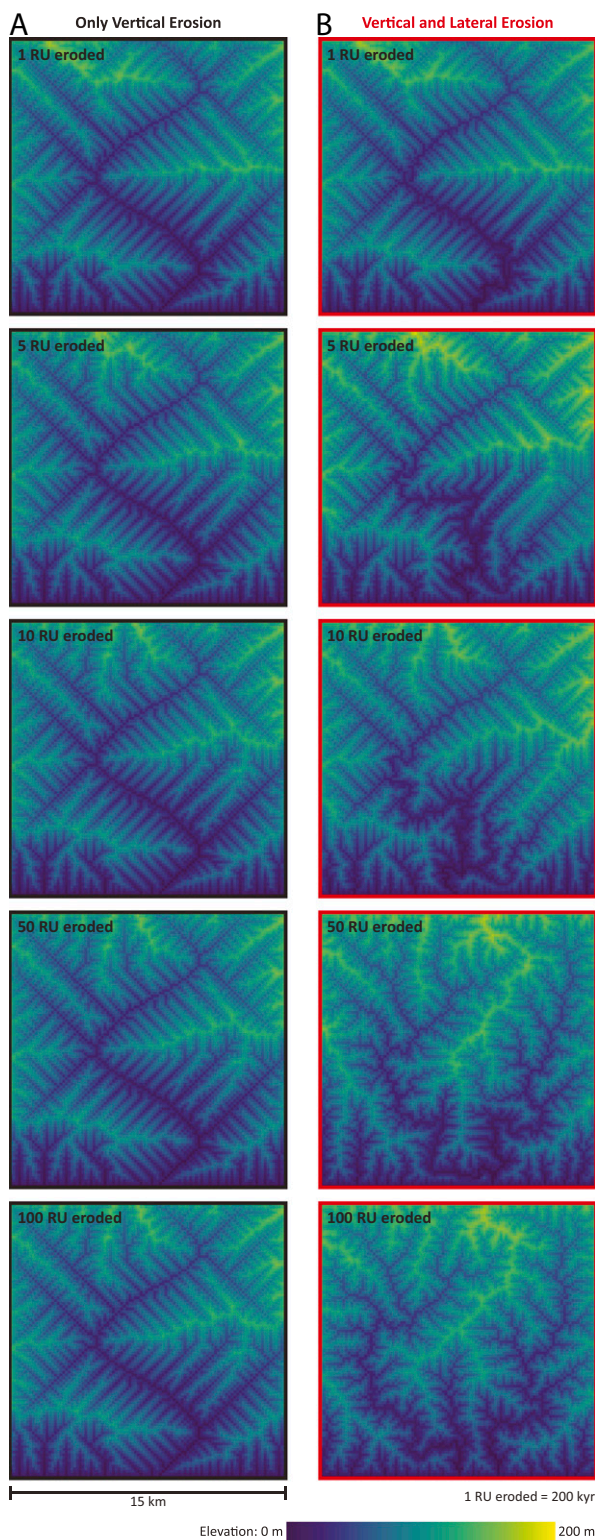 A
Only Vertical Erosion
B
Vertical and Lateral Erosion
1 RU eroded
1 RU eroded
5 RU eroded
5 RU eroded
10 RU eroded
10 RU eroded
50 RU eroded
50 RU eroded
100 RU eroded
100 RU eroded
15 km
1 RU eroded = 200 kyr
Elevation: 0 m
200 m